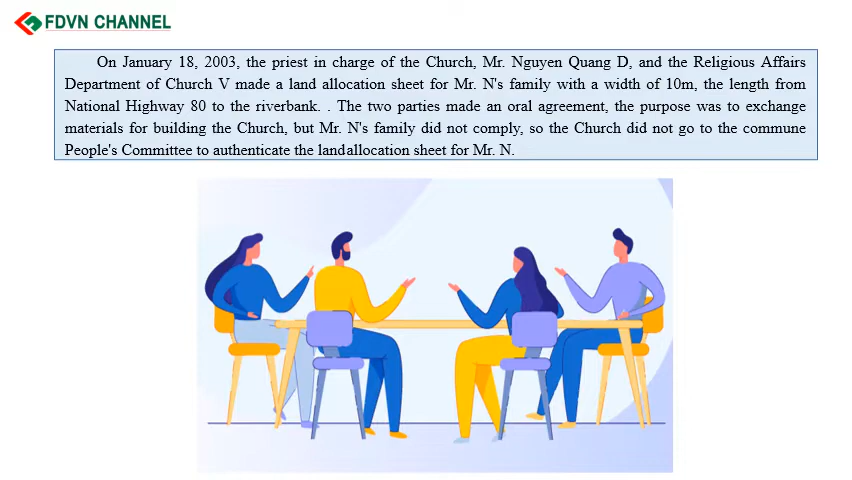 FDVN CHANNEL
On January 18, 2003, the priest in charge of the Church, Mr. Nguyen Quang D, and the Religious Affairs
Department of Church V made a land allocation sheet for Mr. N's family with a width of 10m, the length from
National Highway 80 to the riverbank. . The two parties made an oral agreement, the purpose was to exchange
materials for building the Church, but Mr. N's family did not comply, so the Church did not go to the commune
People's Committee to authenticate the landallocation sheet for Mr. N.